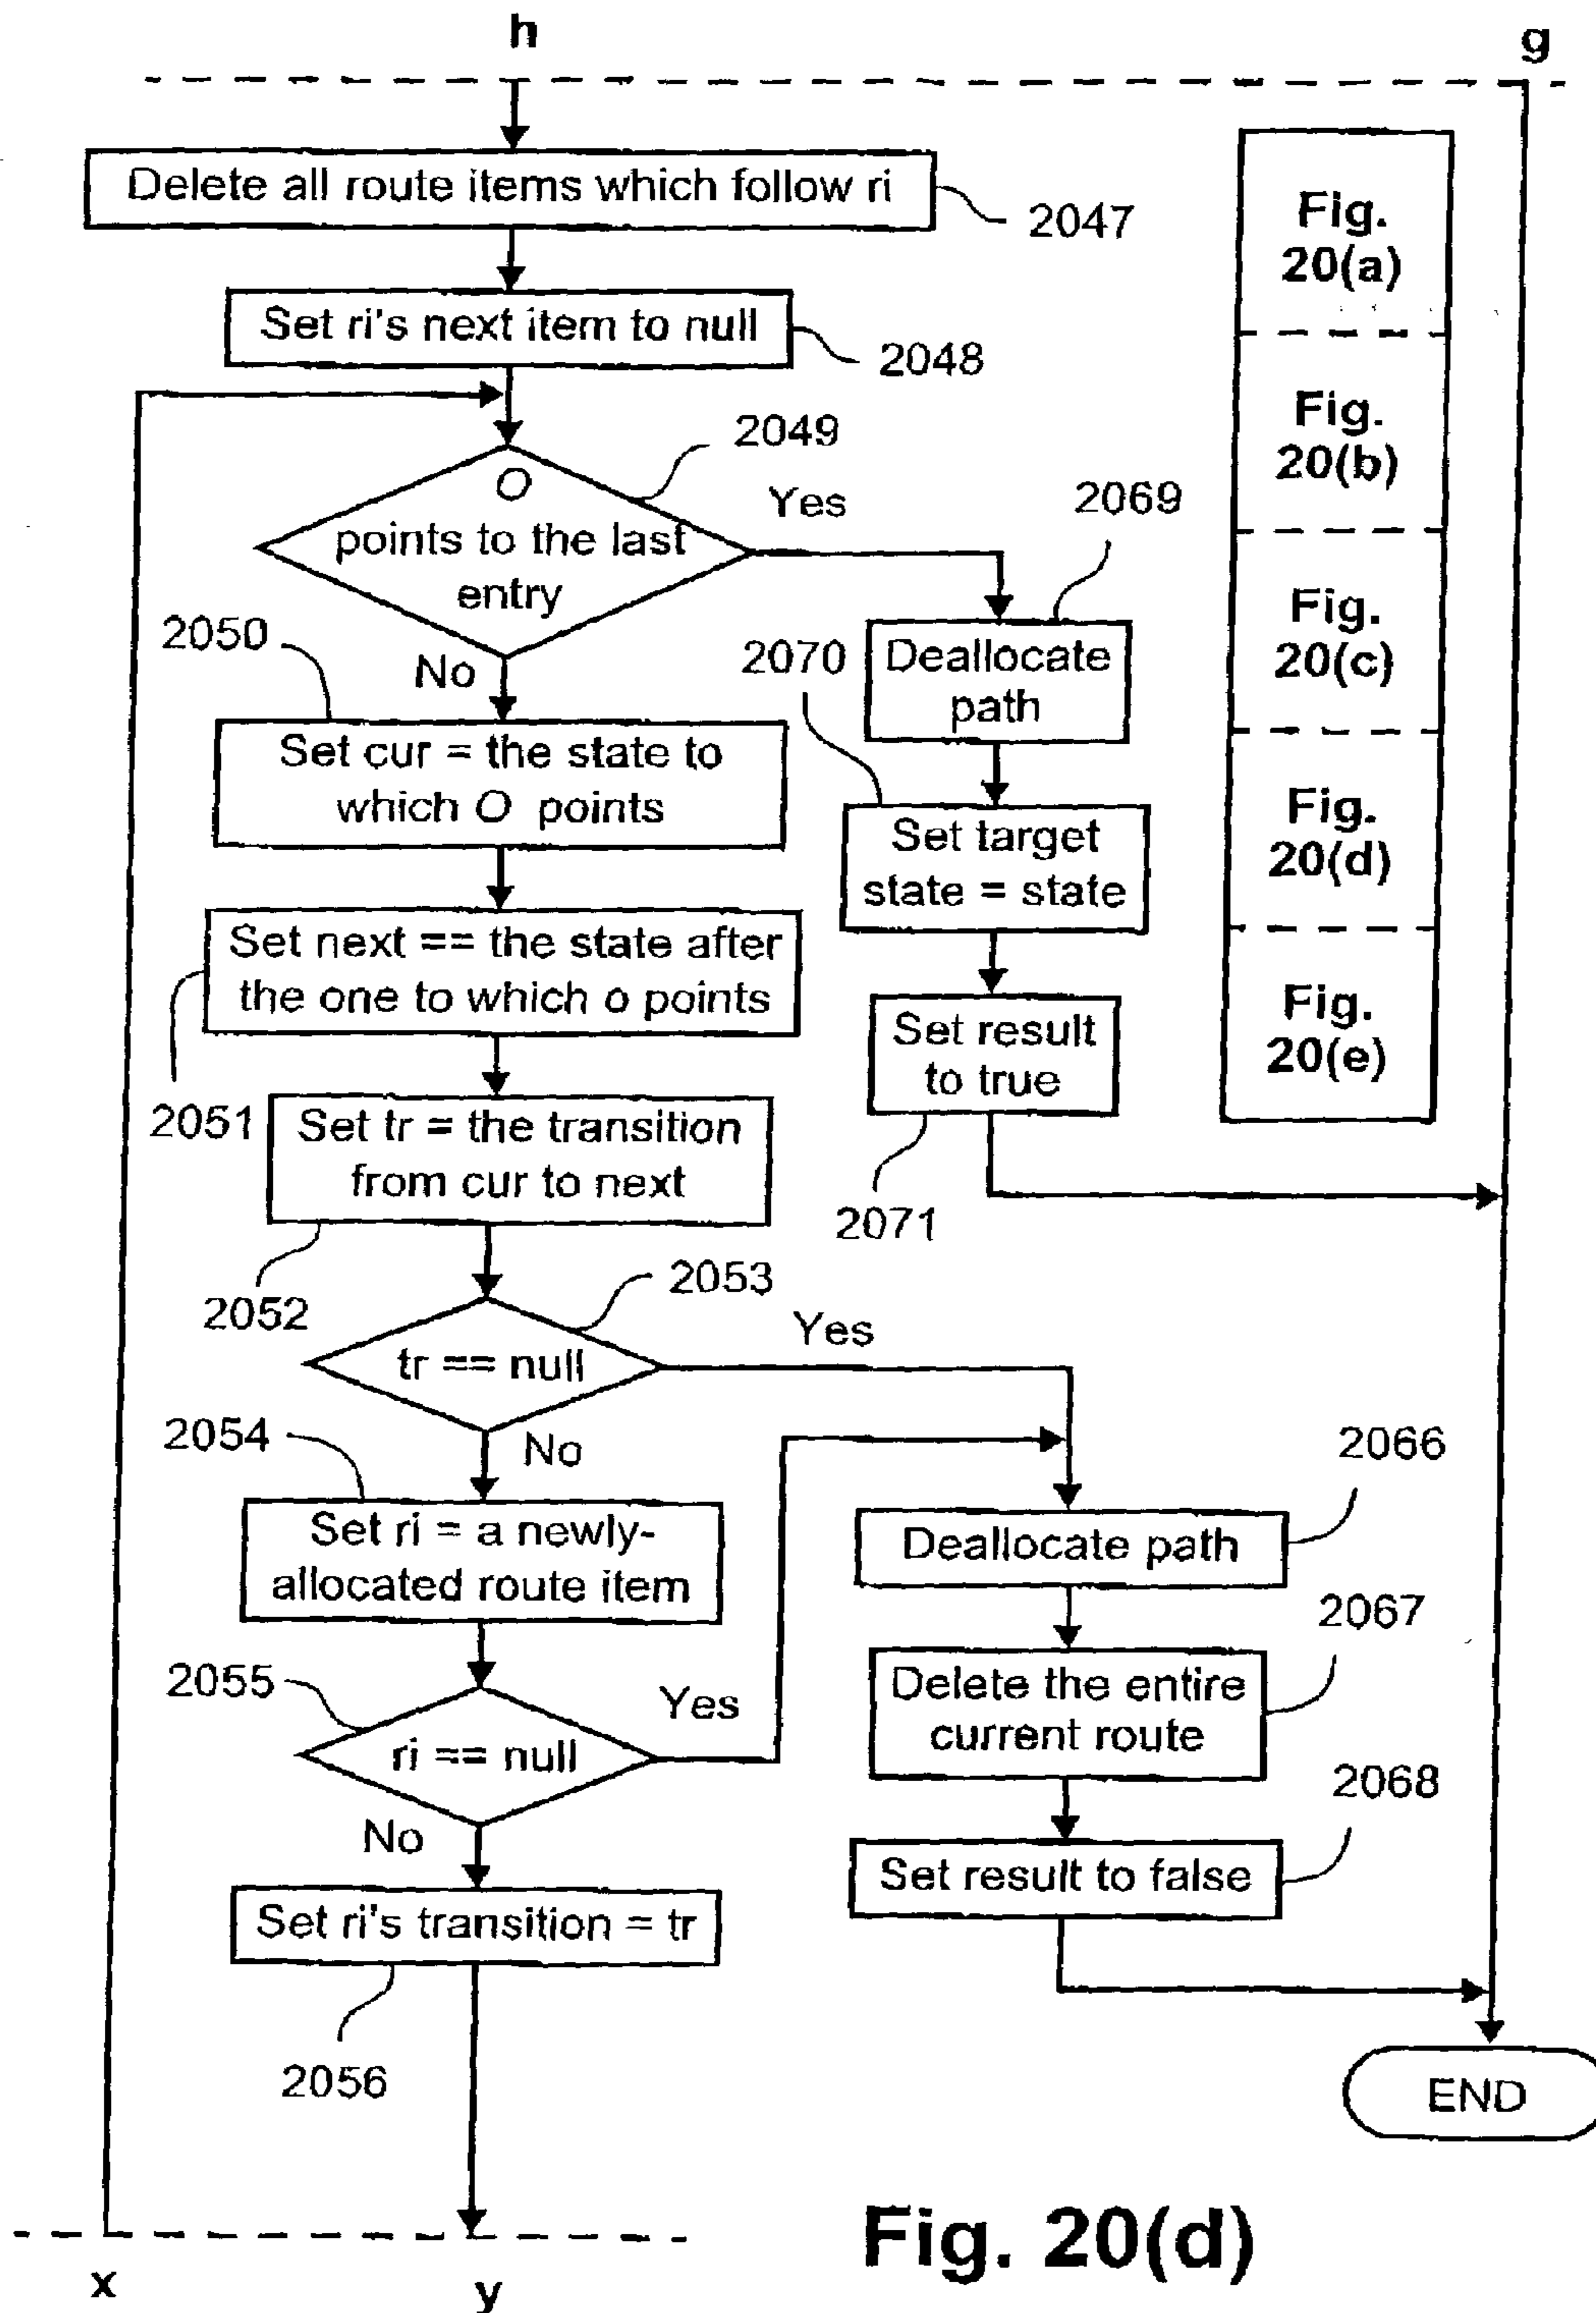 h
g
Delete all route items which follow ri
2047
Set ri's next item to null
2048
O
points to the last
entry
2049
Yes
No
2050
Set cur = the state to
which O points
2069
Deallocate
path
2070
Set target
state = state
Set next == the state after
the one to which o points
2051
Set result
to true
2071
Set tr = the transition
from cur to next
2052
tr == null
2053
Yes
No
2054
Set ri = a newly-
allocated route item
2055
ri == null
Yes
No
Set ri's transition = tr
2056
2066
Deallocate path
2067
Delete the entire
current route
2068
Set result to false
END
Fig.
20(a)
Fig.
20(b)
Fig.
20(c)
Fig.
20(d)
Fig.
20(e)
x
y
Fig. 20(d)